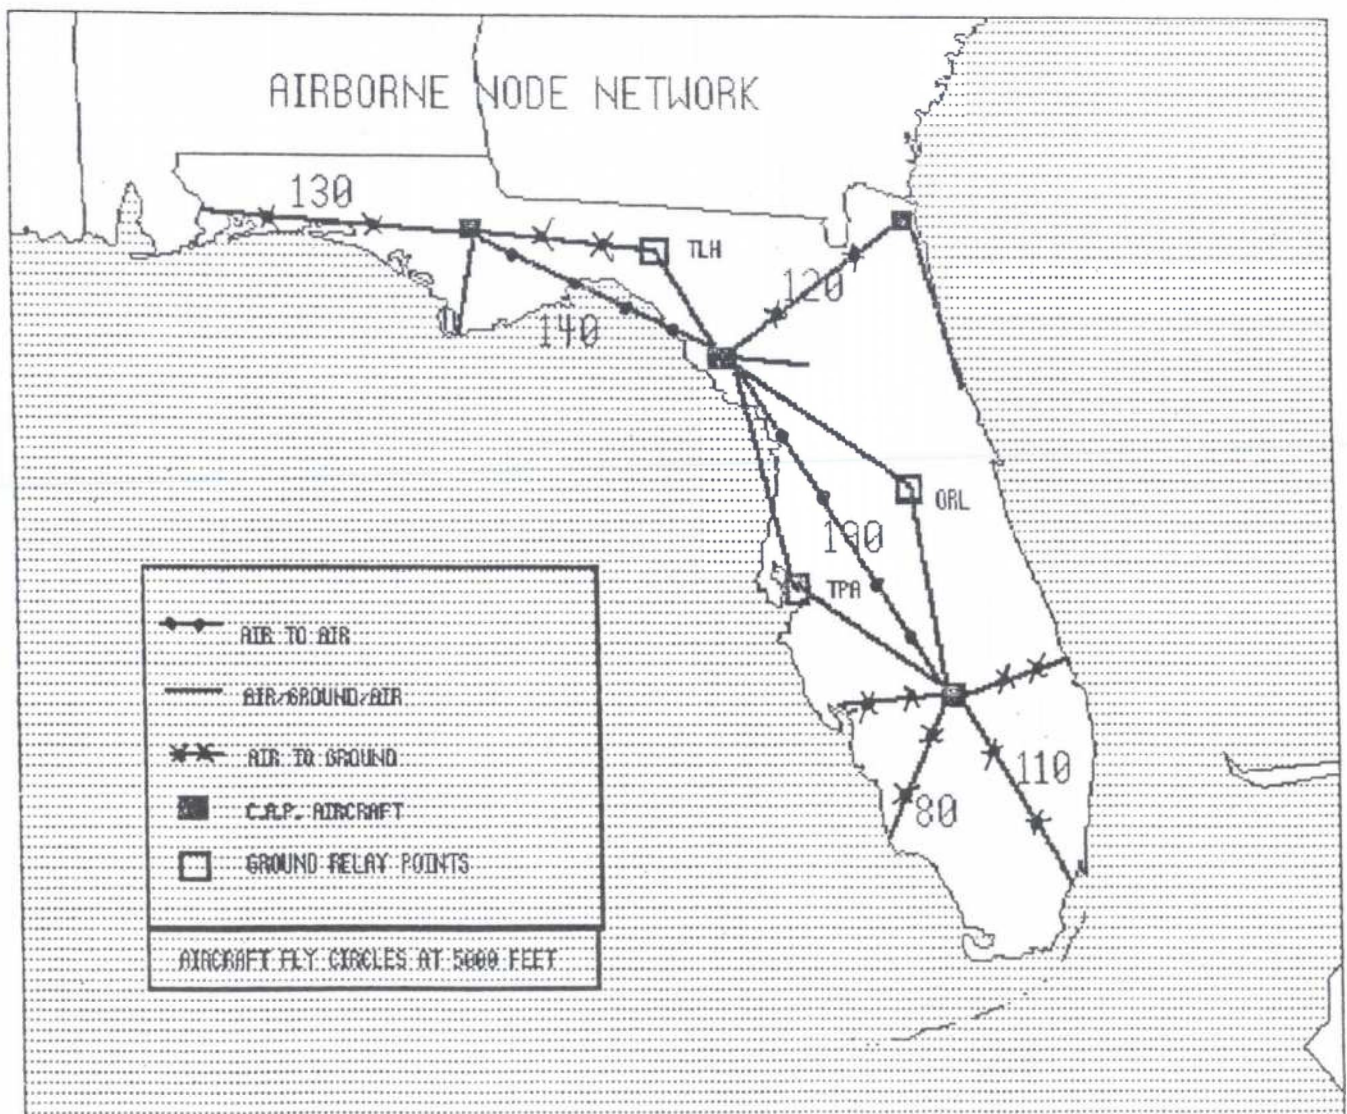 AIRBORNE NODE NETWORK
130
TLH
120
140
ORL
190
TPA
AIR TO AIR
AIR/GROUND/AIR
AIR TO GROUND
110
C.A.P. AIRCRAFT
80
GROUND RELAY POINTS
AIRCRAFT FLY CIRCLES AT 5000 FEET